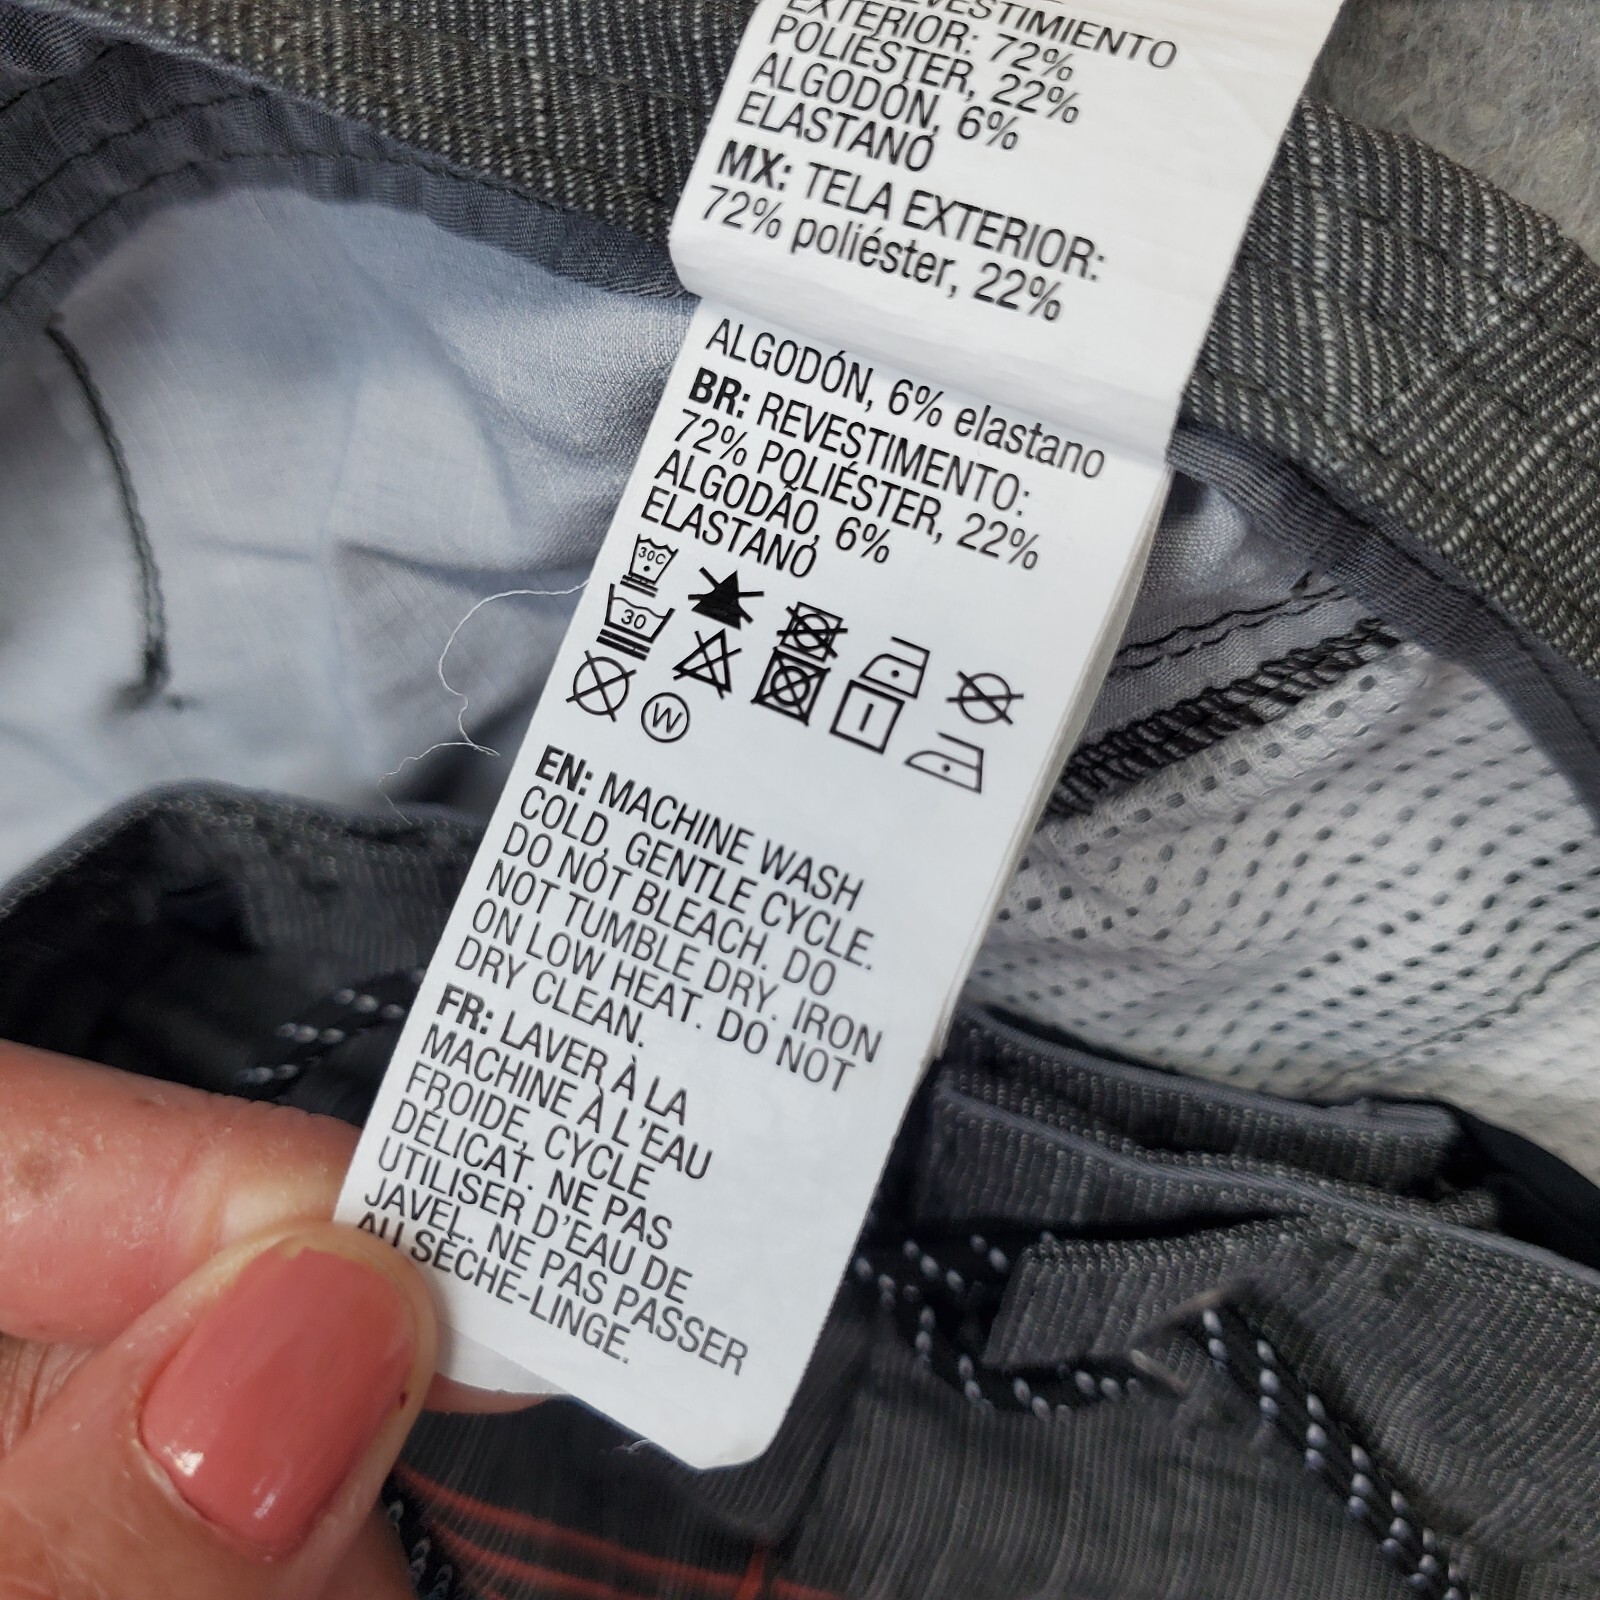 REVESTIMIENTO
EXTERIOR: 72%
POLIÉSTER, 22%
ALGODÓN, 6%
ELASTANO
MX: TELA EXTERIOR:
72% poliéster, 22%
ALGODÓN, 6% elastano
BR: REVESTIMENTO:
72% POLIÉSTER, 22%
ALGODÃO, 6%
ELASTANO
30C
30
W
EN: MACHINE WASH
COLD, GENTLE CYCLE.
DO NOT BLEACH. DO
NOT TUMBLE DRY. IRON
ON LOW HEAT. DO NOT
DRY CLEAN.
FR: LAVER À LA
MACHINE À L'EAU
FROIDE, CYCLE
DÉLICAT. NE PAS
UTILISER D'EAU DE
JAVEL. NE PAS PASSER
AU SÈCHE-LINGE.